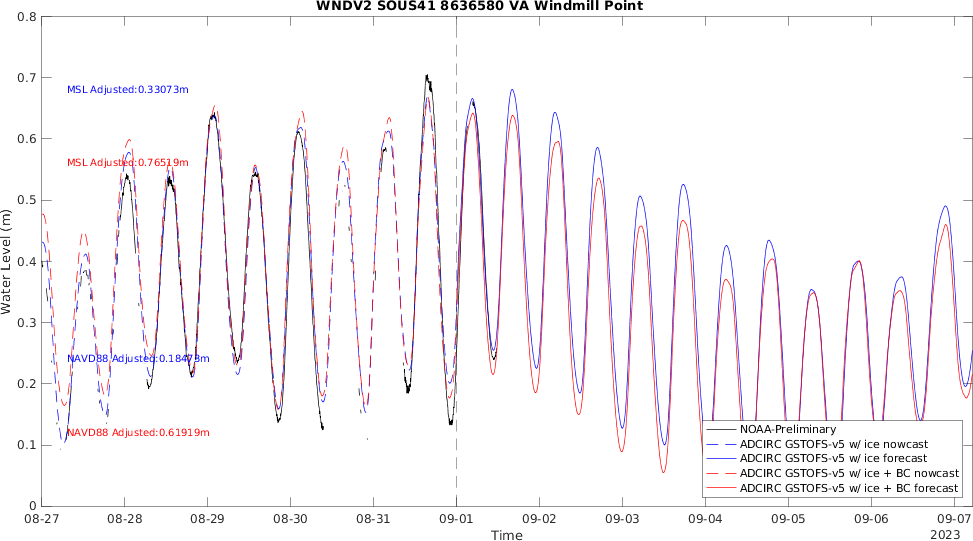 WNDV2 SOUS41 8636580 VA Windmill Point
0.8
0.7
0.6
0.5
0.4
0.3
0.2
0.1
0
Water Level (m)
MSL Adjusted:0.33073m
MSL Adjusted:0.76519m
NAVD88 Adjusted:0.18473m
NAVD88 Adjusted:0.61919m
NOAA-Preliminary
ADCIRC GSTOFS-v5 w/ ice nowcast
ADCIRC GSTOFS-v5 w/ ice forecast
ADCIRC GSTOFS-v5 w/ ice + BC nowcast
ADCIRC GSTOFS-v5 w/ ice + BC forecast
08-27 08-28 08-29 08-30 08-31 09-01 09-02 09-03 09-04 09-05 09-06 09-07
2023
Time